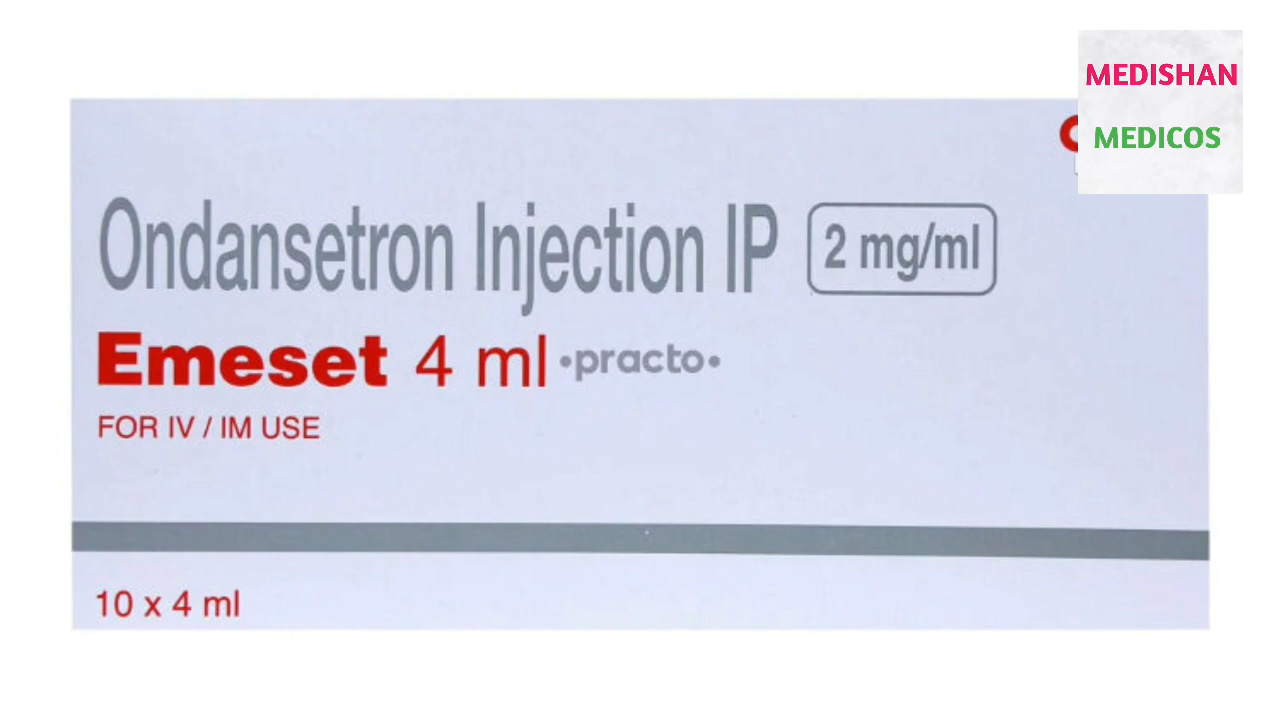 MEDISHAN
MEDICOS
Ondansetron Injection IP 2 mg/ml
Emeset 4 ml •practo•
FOR IV / IM USE
10 x 4 ml